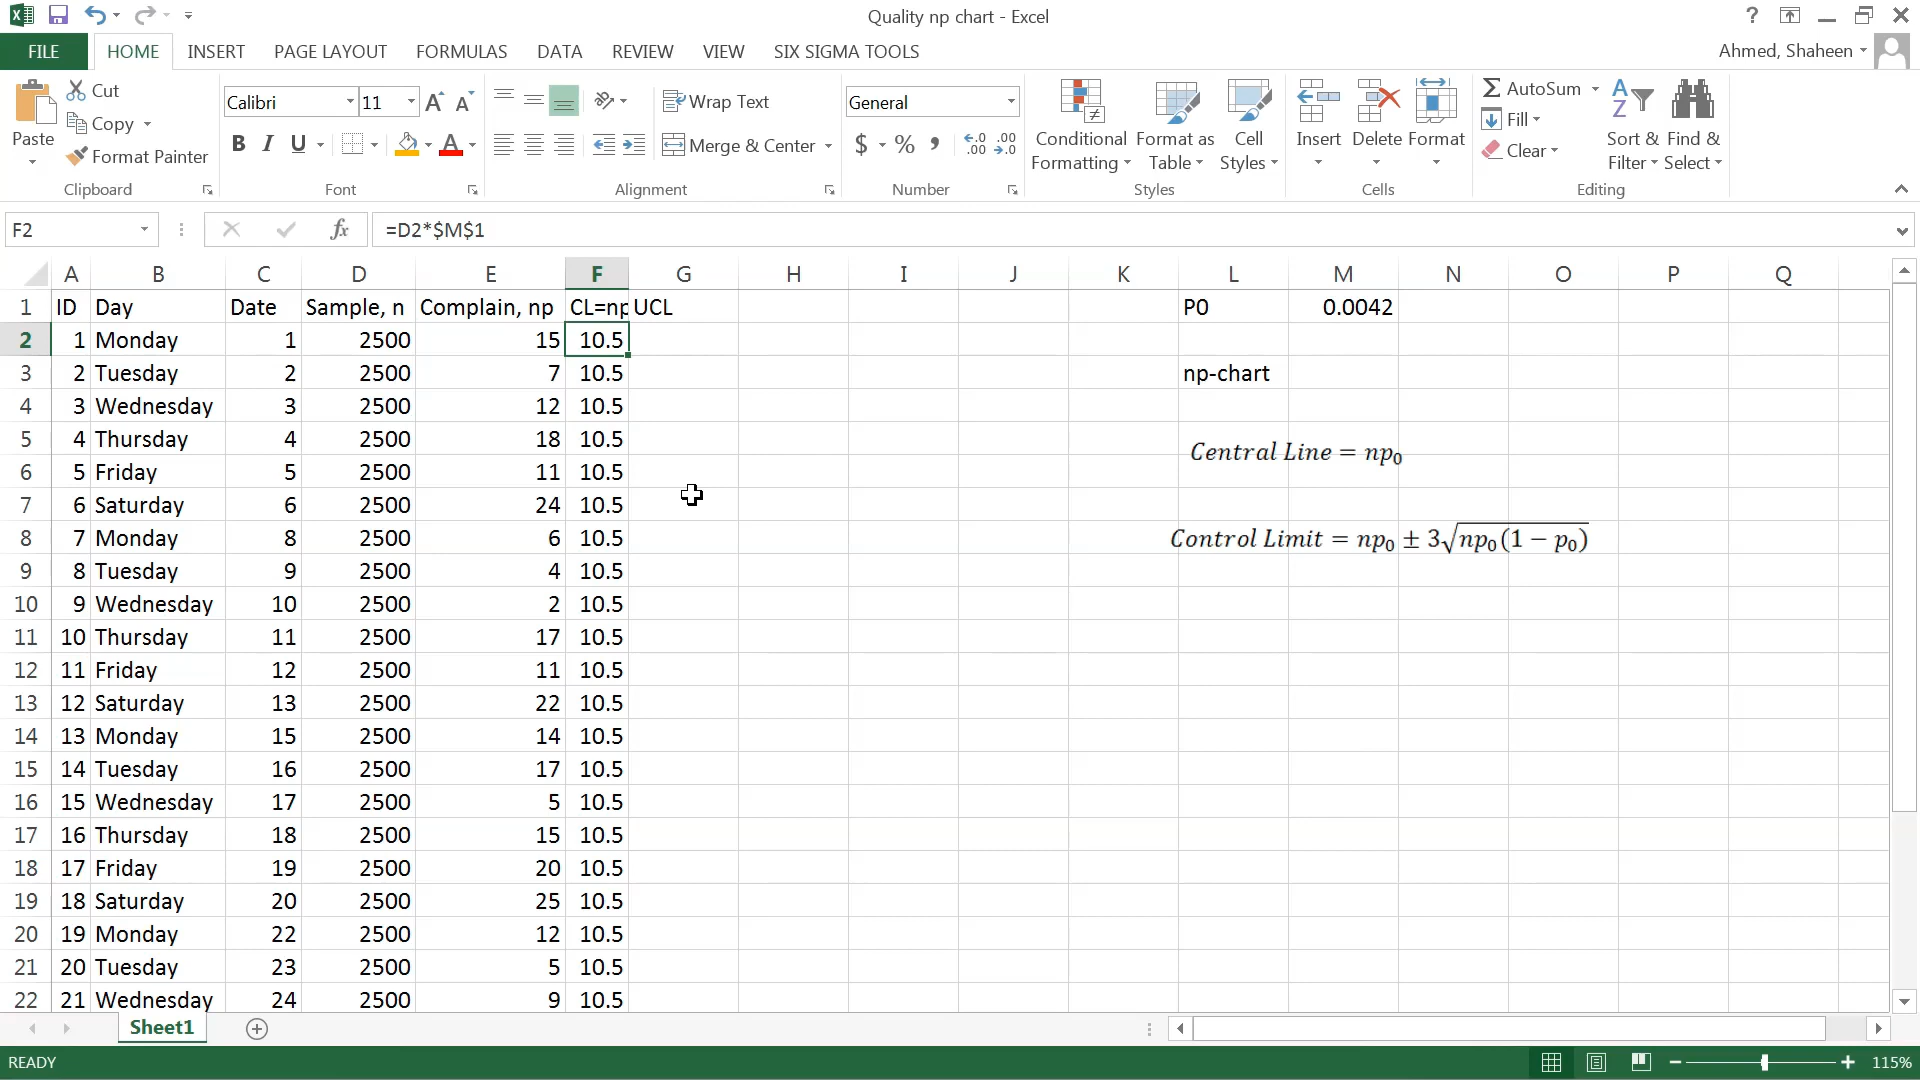 Quality np chart - Excel
FILE HOME INSERT PAGE LAYOUT FORMULAS DATA REVIEW VIEW SIX SIGMA TOOLS Ahmed, Shaheen
Paste Cut Copy Format Painter Clipboard
Calibri 11 B I U A Font
Wrap Text Merge & Center Alignment
General $ % Number
Conditional Formatting Format as Table Cell Styles Styles
Insert Delete Format Cells
AutoSum Fill Clear Sort & Filter Find & Select Editing
F2 fx =D2*$M$1
A B C D E F G H I J K L M N O P Q
1 ID Day Date Sample, n Complain, np CL=np UCL P0 0.0042
2 1 Monday 1 2500 15 10.5
3 2 Tuesday 2 2500 7 10.5 np-chart
4 3 Wednesday 3 2500 12 10.5
5 4 Thursday 4 2500 18 10.5
Central Line = np₀
6 5 Friday 5 2500 11 10.5
7 6 Saturday 6 2500 24 10.5
8 7 Monday 8 2500 6 10.5 Control Limit = np₀ ± 3√np₀(1 − p₀)
9 8 Tuesday 9 2500 4 10.5
10 9 Wednesday 10 2500 2 10.5
11 10 Thursday 11 2500 17 10.5
12 11 Friday 12 2500 11 10.5
13 12 Saturday 13 2500 22 10.5
14 13 Monday 15 2500 14 10.5
15 14 Tuesday 16 2500 17 10.5
16 15 Wednesday 17 2500 5 10.5
17 16 Thursday 18 2500 15 10.5
18 17 Friday 19 2500 20 10.5
19 18 Saturday 20 2500 25 10.5
20 19 Monday 22 2500 12 10.5
21 20 Tuesday 23 2500 5 10.5
22 21 Wednesday 24 2500 9 10.5
Sheet1
READY 115%